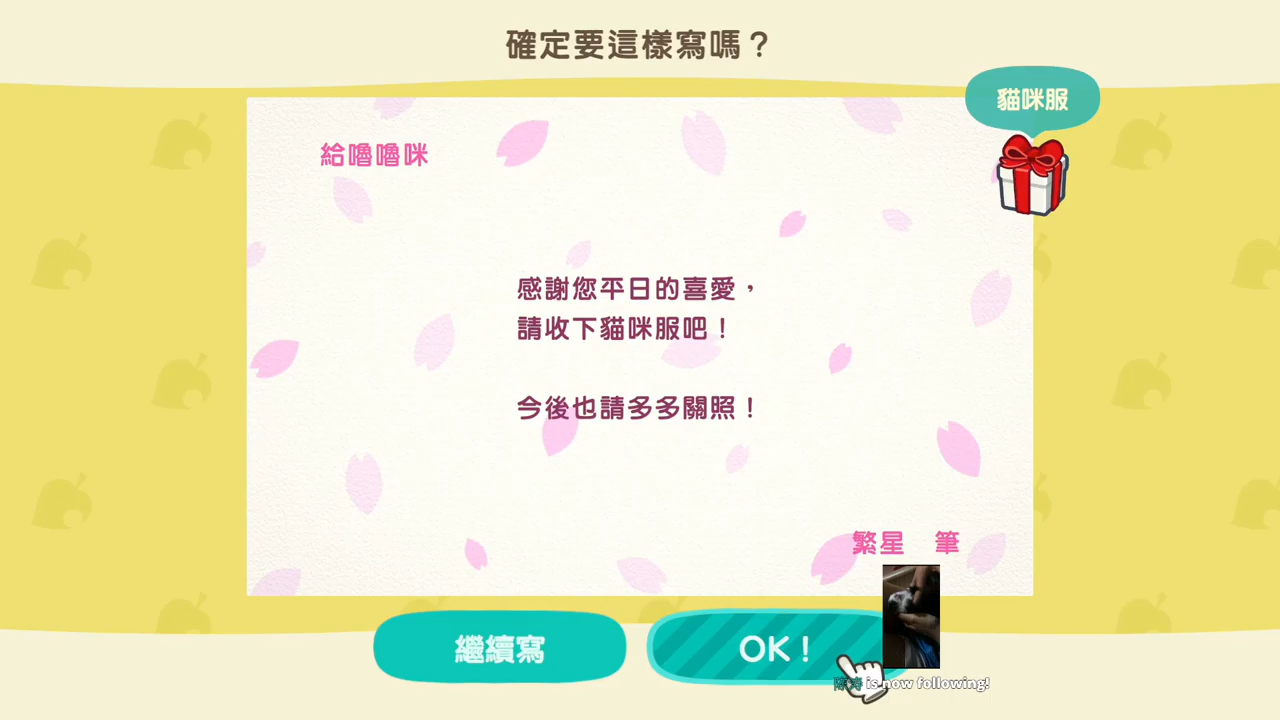 確定要這樣寫嗎？
貓咪服
給嚕嚕咪
感謝您平日的喜愛，
請收下貓咪服吧！
今後也請多多關照！
繁星　筆
繼續寫
OK！
is now following!